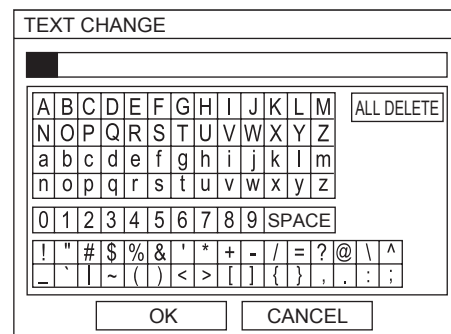 TEXT CHANGE
A B C D E F G H I J K L M ALL DELETE
N O P Q R S T U V W X Y Z
a b c d e f g h i j k l m
n o p q r s t u v w x y z
0 1 2 3 4 5 6 7 8 9 SPACE
! " # $ % & ' * + - / = ? @ \ ^
_ ` | ~ ( ) < > [ ] { } , . : ;
OK CANCEL